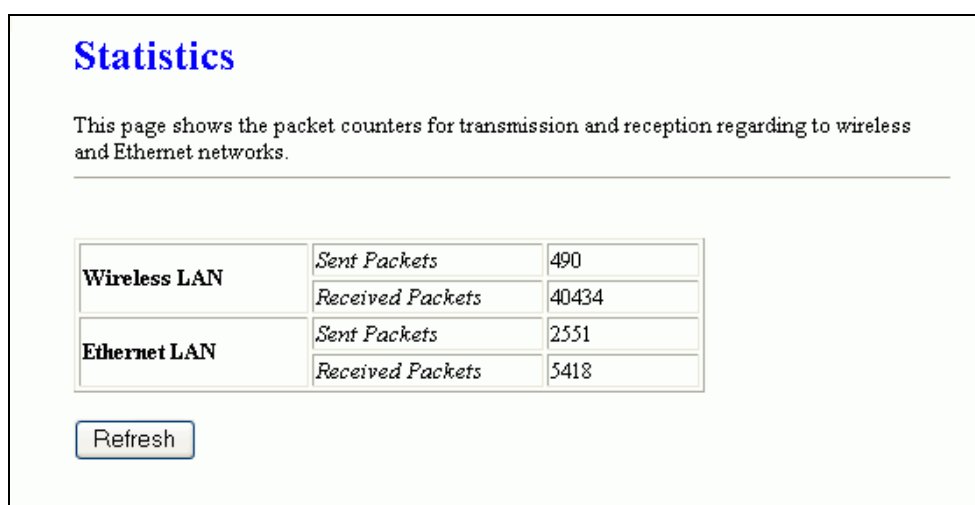 Statistics
This page shows the packet counters for transmission and reception regarding to wireless
and Ethernet networks.
Wireless LAN
Sent Packets 490
Received Packets 40434
Ethernet LAN
Sent Packets 2551
Received Packets 5418
Refresh